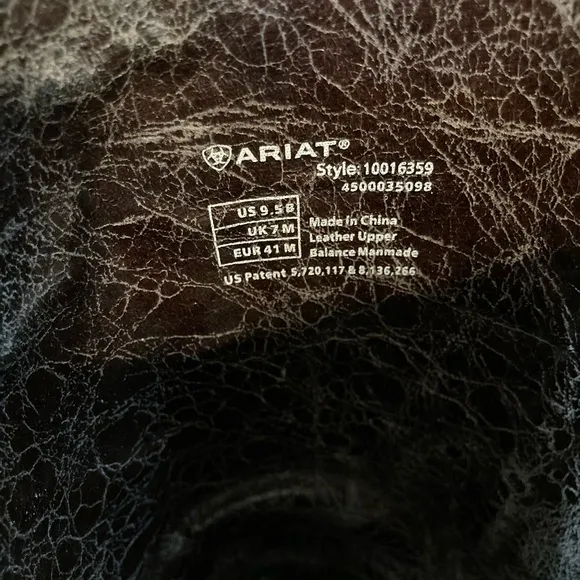 ARIAT®
Style: 10016359
4500035098
US 9.5 B
UK 7 M
EUR 41 M
Made in China
Leather Upper
Balance Manmade
US Patent 5,720,117 & 8,136,266